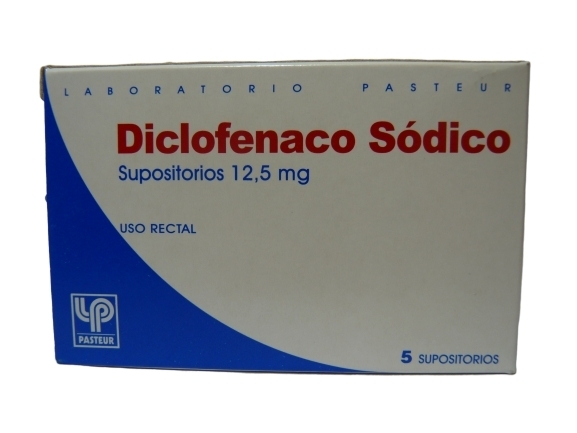 LABORATORIO PASTEUR
Diclofenaco Sódico
Supositorios 12,5 mg
USO RECTAL
LP
PASTEUR
5 SUPOSITORIOS